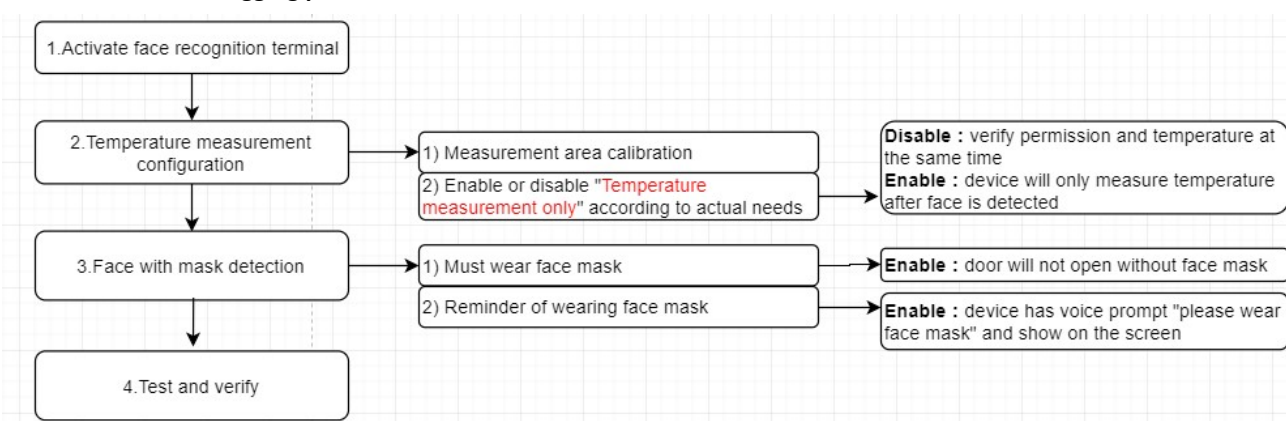 1.Activate face recognition terminal
2.Temperature measurement
configuration
1) Measurement area calibration
2) Enable or disable "Temperature
measurement only" according to actual needs
Disable : verify permission and temperature at
the same time
Enable : device will only measure temperature
after face is detected
3.Face with mask detection
1) Must wear face mask
Enable : door will not open without face mask
2) Reminder of wearing face mask
Enable : device has voice prompt "please wear
face mask" and show on the screen
4.Test and verify